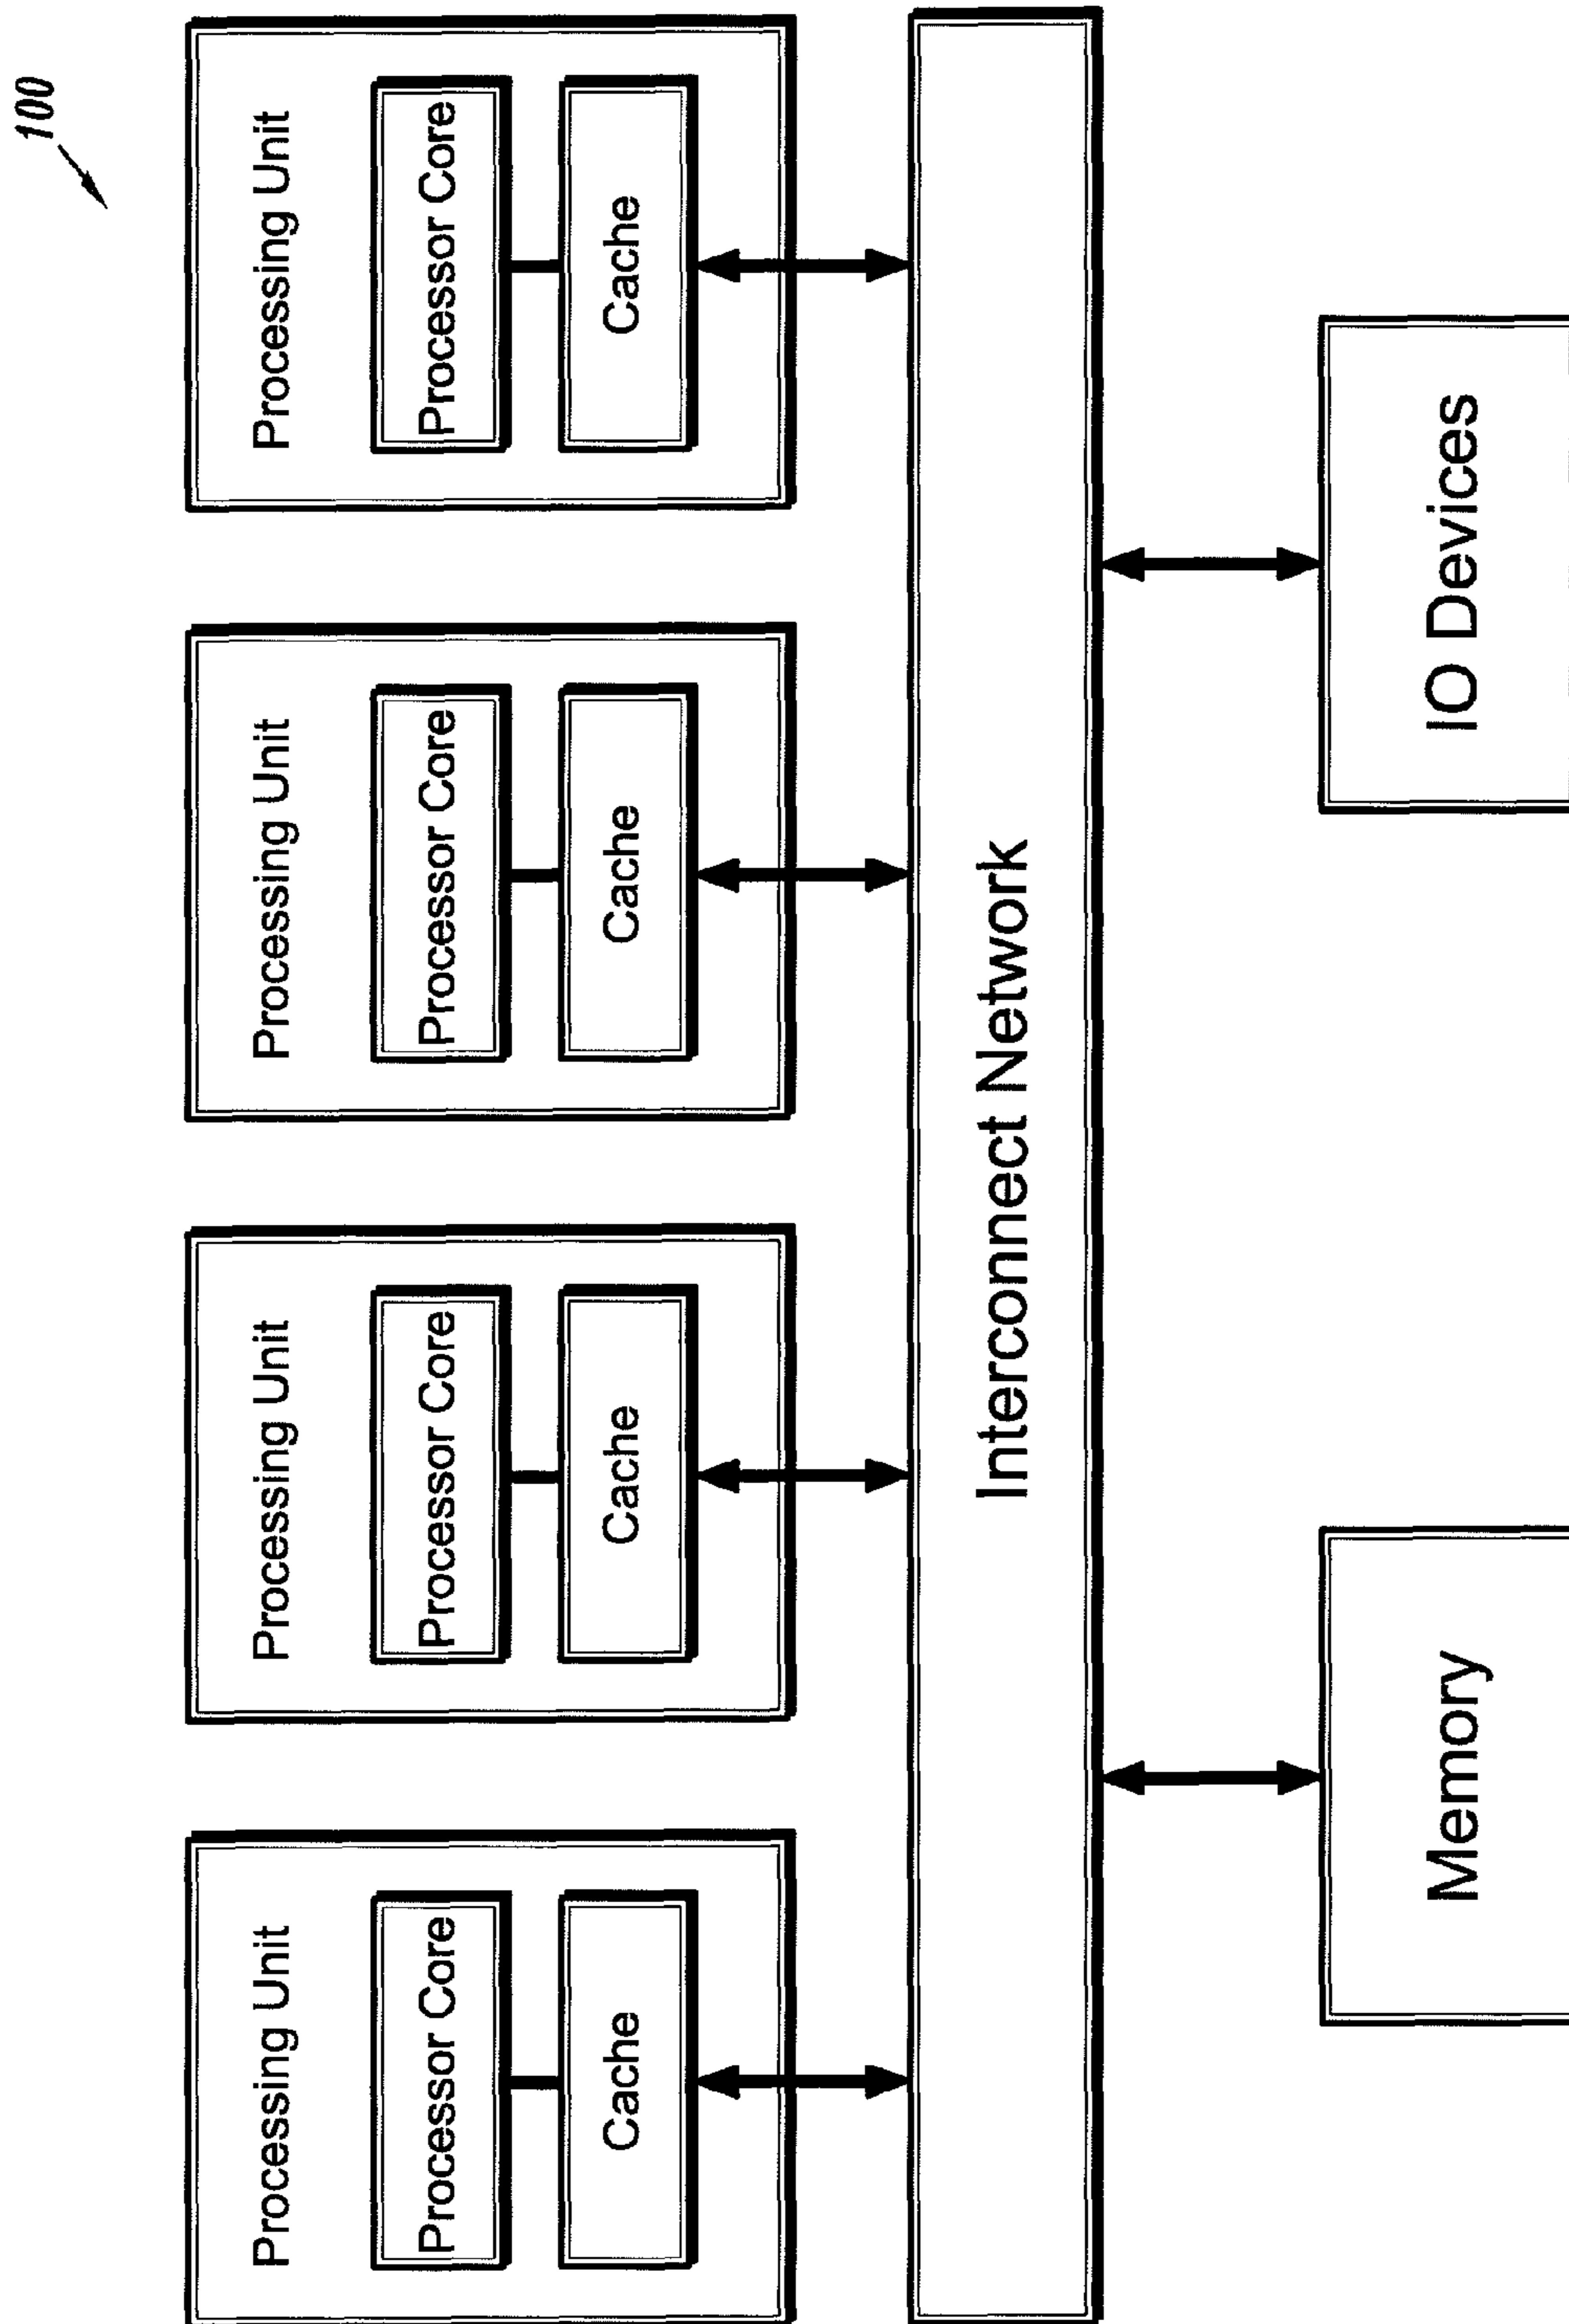 100
Processing Unit
Processor Core
Cache
Processing Unit
Processor Core
Cache
Processing Unit
Processor Core
Cache
Processing Unit
Processor Core
Cache
Interconnect Network
Memory
IO Devices